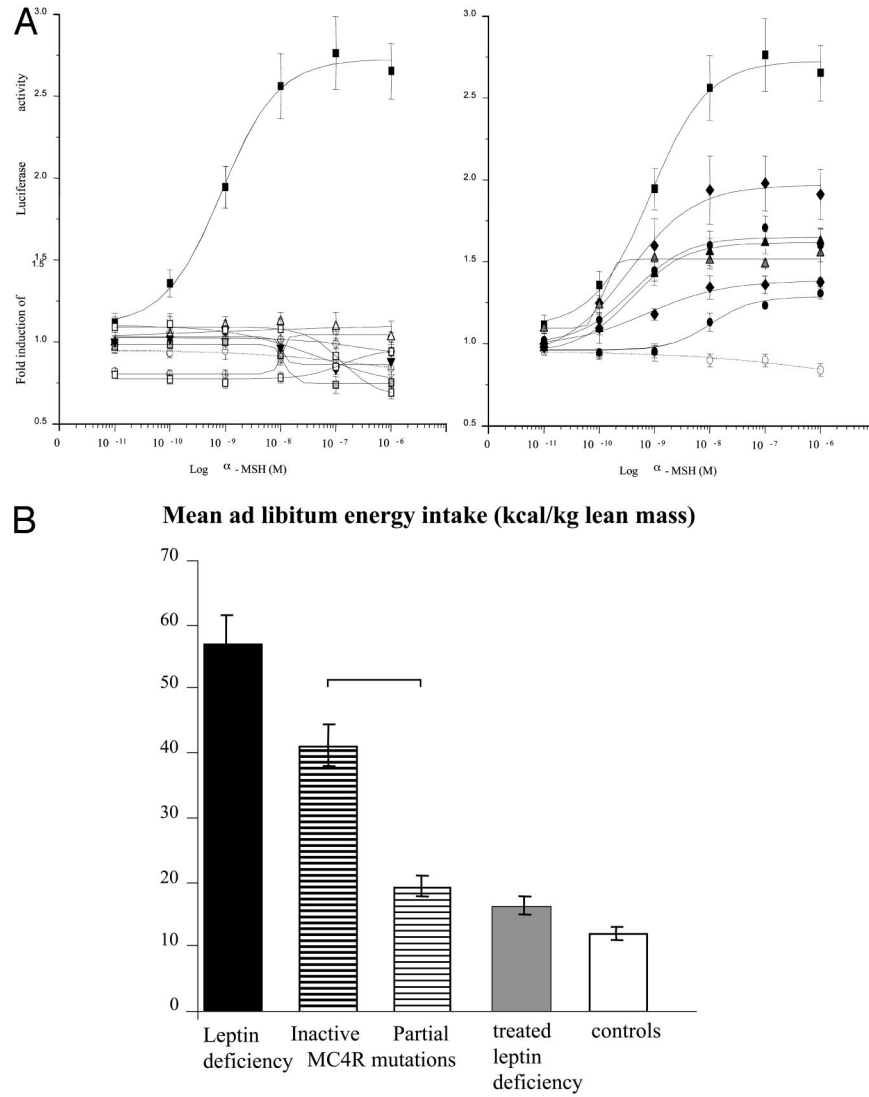 A
3.0
2.5
2.0
1.5
1.0
0.5
Fold induction of Luciferase activity
0 10 -11 10 -10 10 -9 10 -8 10 -7 10 -6
Log α - MSH (M)
3.0
2.5
2.0
1.5
1.0
0.5
0 10 -11 10 -10 10 -9 10 -8 10 -7 10 -6
Log α - MSH (M)
B
Mean ad libitum energy intake (kcal/kg lean mass)
70
60
50
40
30
20
10
0
Leptin
deficiency
Inactive Partial
MC4R mutations
treated
leptin
deficiency
controls